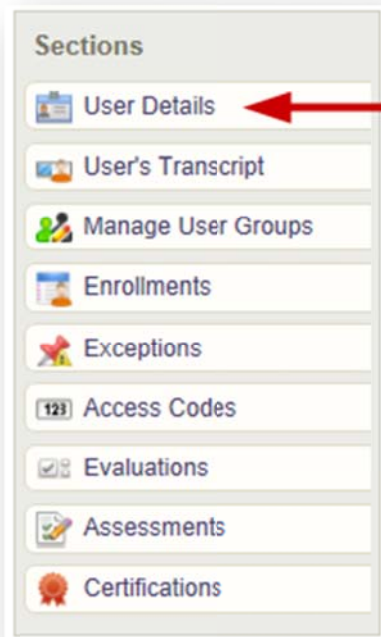 Sections
User Details
User's Transcript
Manage User Groups
Enrollments
Exceptions
123 Access Codes
Evaluations
Assessments
Certifications